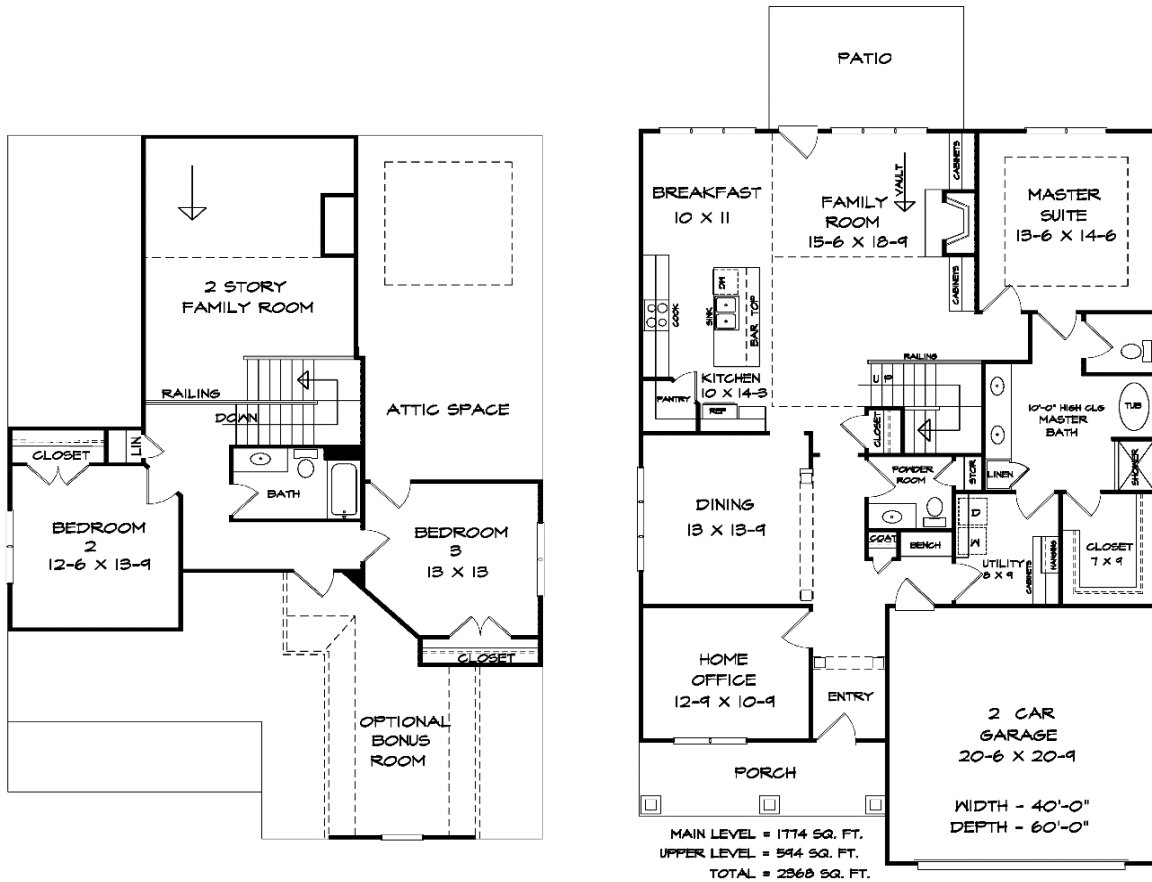 2 STORY
FAMILY ROOM
RAILING
DOWN
ATTIC SPACE
LIN
CLOSET
BATH
BEDROOM
2
12-6 X 13-9
BEDROOM
3
13 X 13
CLOSET
OPTIONAL
BONUS
ROOM
PATIO
BREAKFAST
10 X 11
FAMILY
ROOM
15-6 X 18-9
VAULT
CABINETS
CABINETS
MASTER
SUITE
13-6 X 14-6
COOK
DW
SINK
BAR TOP
KITCHEN
10 X 14-3
PANTRY
REF
RAILING
UP
CLOSET
10'-0" HIGH CLG
MASTER
BATH
TUB
SHOWER
LINEN
POWDER
ROOM
STOR
DINING
13 X 13-9
COAT
BENCH
D
W
UTILITY
8 X 9
CABINETS
HANGING
CLOSET
7 X 9
HOME
OFFICE
12-9 X 10-9
ENTRY
2 CAR
GARAGE
20-6 X 20-9
WIDTH - 40'-0"
DEPTH - 60'-0"
PORCH
MAIN LEVEL = 1774 SQ. FT.
UPPER LEVEL = 594 SQ. FT.
TOTAL = 2368 SQ. FT.